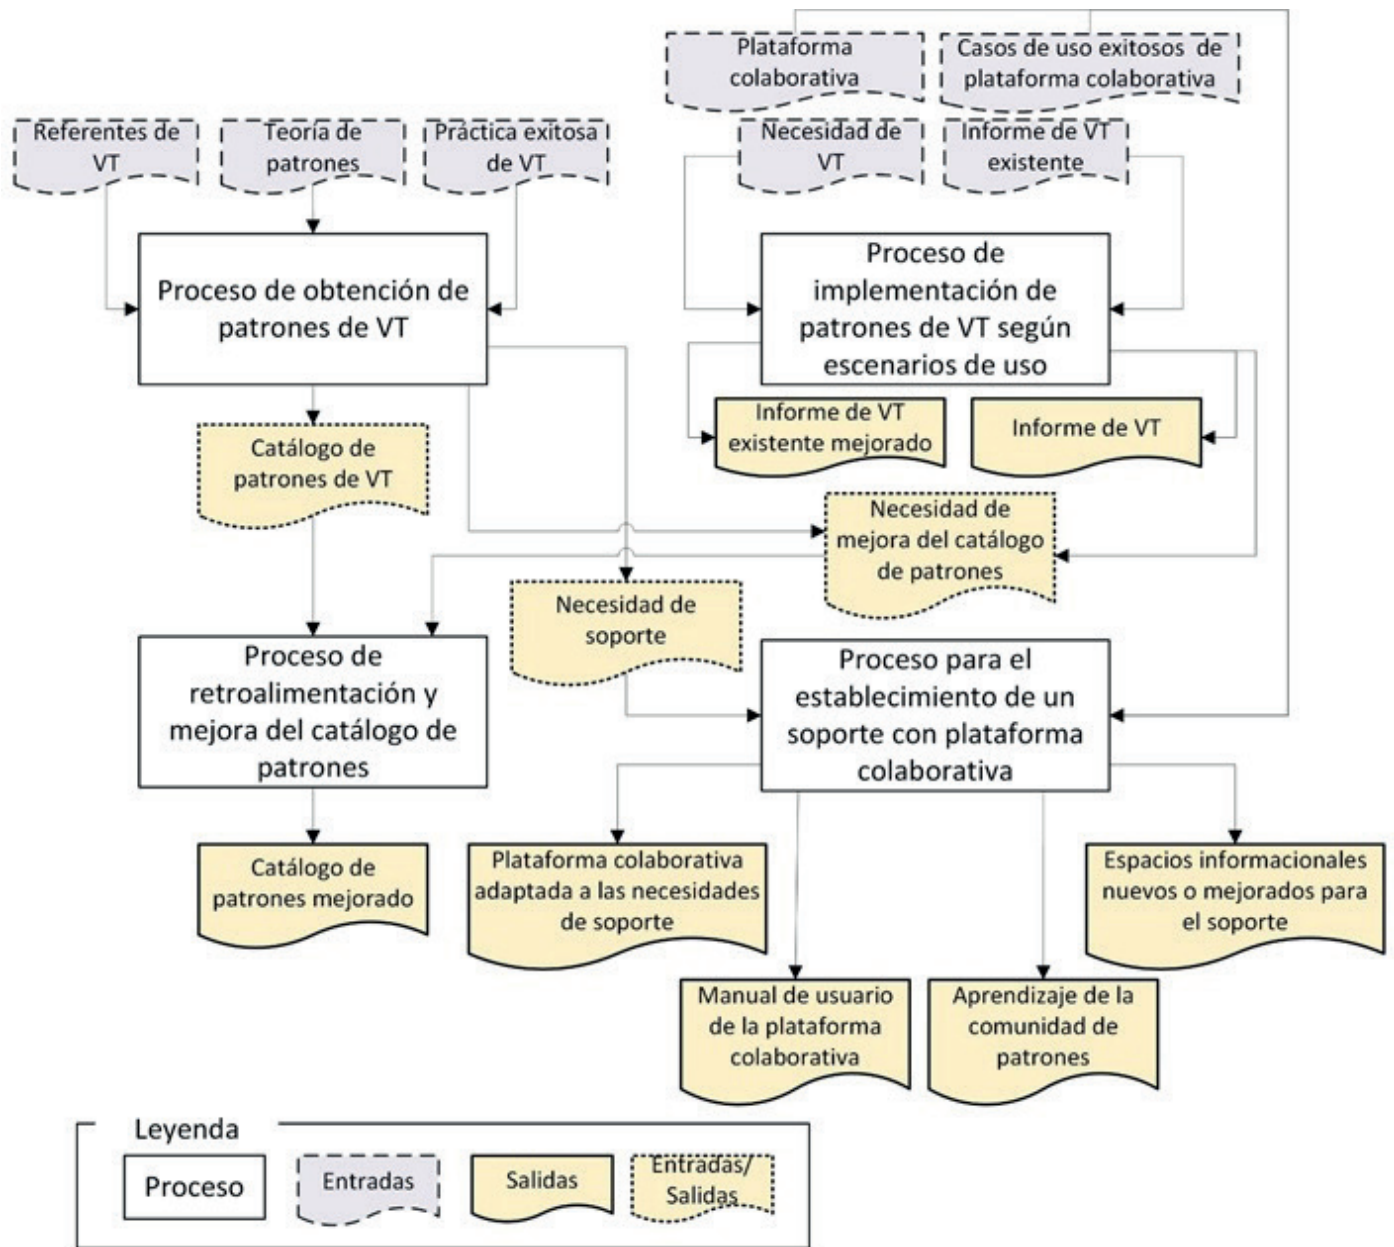 Plataforma
colaborativa
Casos de uso exitosos de
plataforma colaborativa
Referentes de
VT
Teoría de
patrones
Práctica exitosa
de VT
Necesidad de
VT
Informe de VT
existente
Proceso de obtención de
patrones de VT
Proceso de
implementación de
patrones de VT según
escenarios de uso
Catálogo de
patrones de VT
Informe de VT
existente mejorado
Informe de VT
Necesidad de
mejora del catálogo
de patrones
Necesidad de
soporte
Proceso de
retroalimentación y
mejora del catálogo de
patrones
Proceso para el
establecimiento de un
soporte con plataforma
colaborativa
Catálogo de
patrones mejorado
Plataforma colaborativa
adaptada a las necesidades
de soporte
Espacios informacionales
nuevos o mejorados para
el soporte
Manual de usuario
de la plataforma
colaborativa
Aprendizaje de la
comunidad de
patrones
Leyenda
Proceso
Entradas
Salidas
Entradas/
Salidas